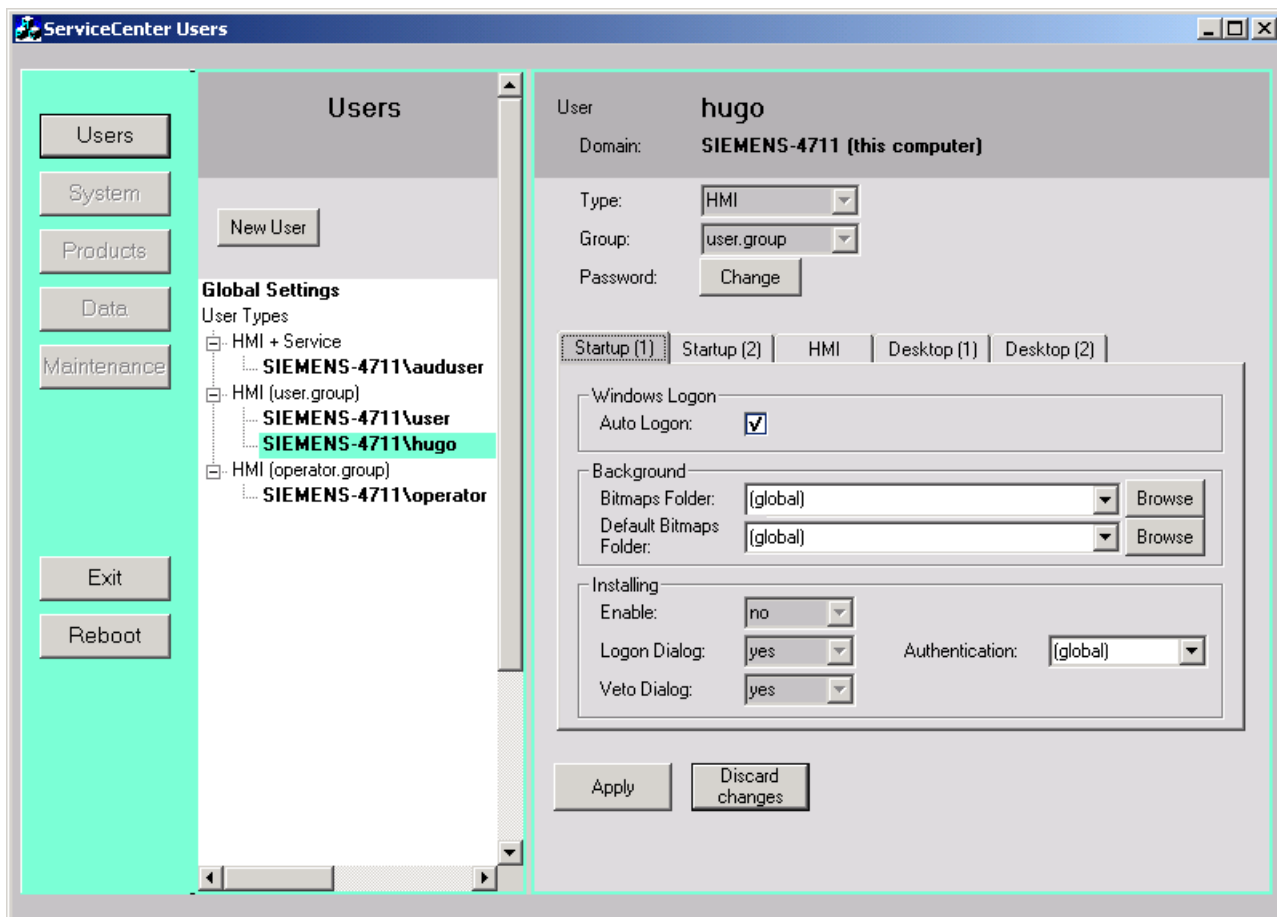 ServiceCenter Users
Users
System
Products
Data
Maintenance
Exit
Reboot
Users
New User
Global Settings
User Types
HMI + Service
SIEMENS-4711\auduser
HMI (user.group)
SIEMENS-4711\user
SIEMENS-4711\hugo
HMI (operator.group)
SIEMENS-4711\operator
User hugo
Domain: SIEMENS-4711 (this computer)
Type: HMI
Group: user.group
Password: Change
Startup (1) Startup (2) HMI Desktop (1) Desktop (2)
Windows Logon
Auto Logon:
Background
Bitmaps Folder: (global) Browse
Default Bitmaps
Folder: (global) Browse
Installing
Enable: no
Logon Dialog: yes Authentication: (global)
Veto Dialog: yes
Apply
Discard
changes